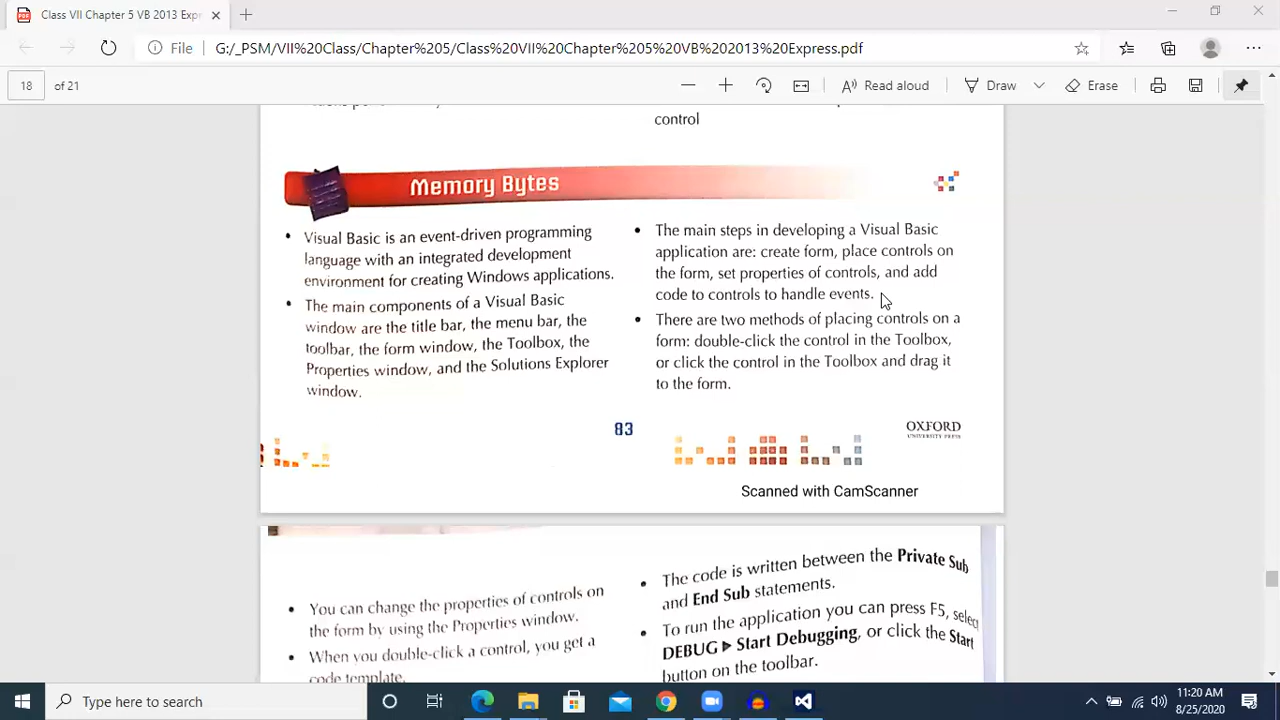 Class VII Chapter 5 VB 2013 Expr
File
G:/_PSM/VII%20Class/Chapter%205/Class%20VII%20Chapter%205%20VB%202013%20Express.pdf
18 of 21
Read aloud
Draw
Erase
control
Memory Bytes
• Visual Basic is an event-driven programming
language with an integrated development
environment for creating Windows applications.
• The main components of a Visual Basic
window are the title bar, the menu bar, the
toolbar, the form window, the Toolbox, the
Properties window, and the Solutions Explorer
window.
• The main steps in developing a Visual Basic
application are: create form, place controls on
the form, set properties of controls, and add
code to controls to handle events.
• There are two methods of placing controls on a
form: double-click the control in the Toolbox,
or click the control in the Toolbox and drag it
to the form.
83
OXFORD
UNIVERSITY PRESS
Scanned with CamScanner
• You can change the properties of controls on
the form by using the Properties window.
• When you double-click a control, you get a
code template.
• The code is written between the Private Sub
and End Sub statements.
• To run the application you can press F5, select
DEBUG ▶ Start Debugging, or click the Start
button on the toolbar.
Type here to search
11:20 AM
8/25/2020